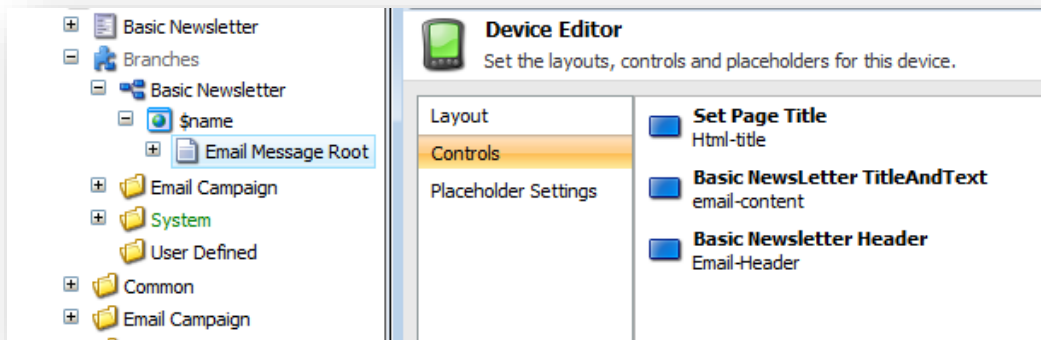 Basic Newsletter
Branches
Basic Newsletter
$name
Email Message Root
Email Campaign
System
User Defined
Common
Email Campaign
Device Editor
Set the layouts, controls and placeholders for this device.
Layout
Controls
Placeholder Settings
Set Page Title
Html-title
Basic NewsLetter TitleAndText
email-content
Basic Newsletter Header
Email-Header